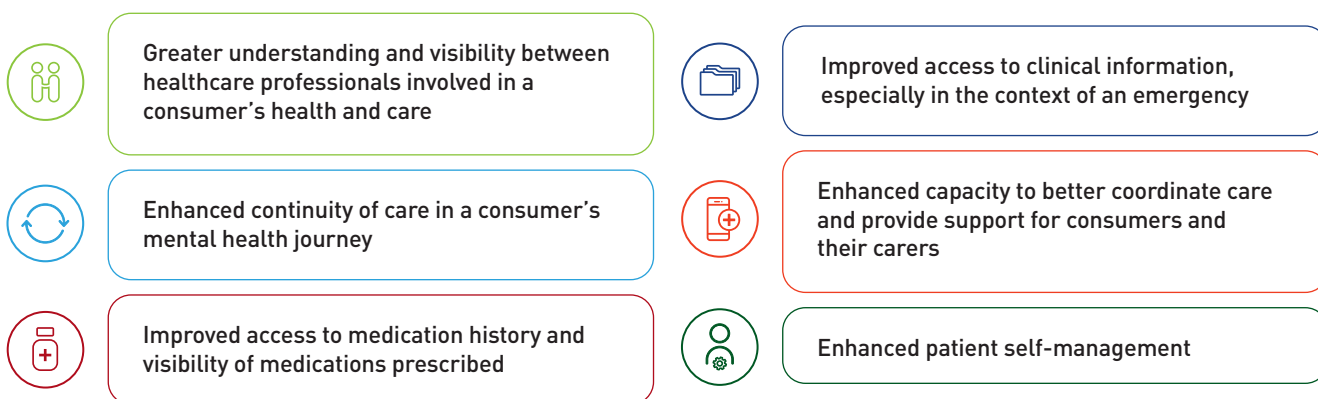 Greater understanding and visibility between
healthcare professionals involved in a
consumer’s health and care
Improved access to clinical information,
especially in the context of an emergency
Enhanced continuity of care in a consumer’s
mental health journey
Enhanced capacity to better coordinate care
and provide support for consumers and
their carers
Improved access to medication history and
visibility of medications prescribed
Enhanced patient self-management